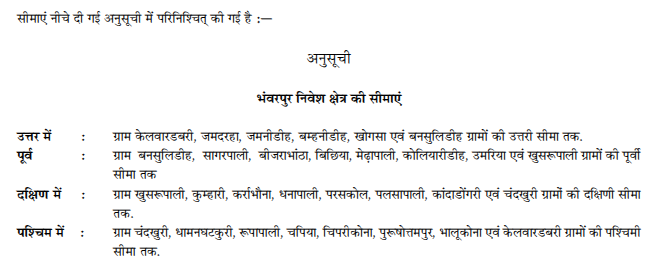 सीमाएं नीचे दी गई अनुसूची में परिनिश्चित् की गई है :—
अनुसूची
भंवरपुर निवेश क्षेत्र की सीमाएं
उत्तर में : ग्राम केलवारडबरी, जमदरहा, जमनीडीह, बम्हनीडीह, खोगसा एवं बनसुलिडीह ग्रामों की उत्तरी सीमा तक.
पूर्व : ग्राम बनसुलिडीह, सागरपाली, बीजराभांठा, बिछिया, मेढ़ापाली, कोलियारीडीह, उमरिया एवं खुसरूपाली ग्रामों की पूर्वी
सीमा तक
दक्षिण में : ग्राम खुसरूपाली, कुम्हारी, कर्राभौना, धनापाली, परसकोल, पलसापाली, कांदाडोंगरी एवं चंदखुरी ग्रामों की दक्षिणी सीमा
तक.
पश्चिम में : ग्राम चंदखुरी, धामनघटकुरी, रूपापाली, चपिया, चिपरीकोना, पुरूषोत्तमपुर, भालूकोना एवं केलवारडबरी ग्रामों की पश्चिमी
सीमा तक.